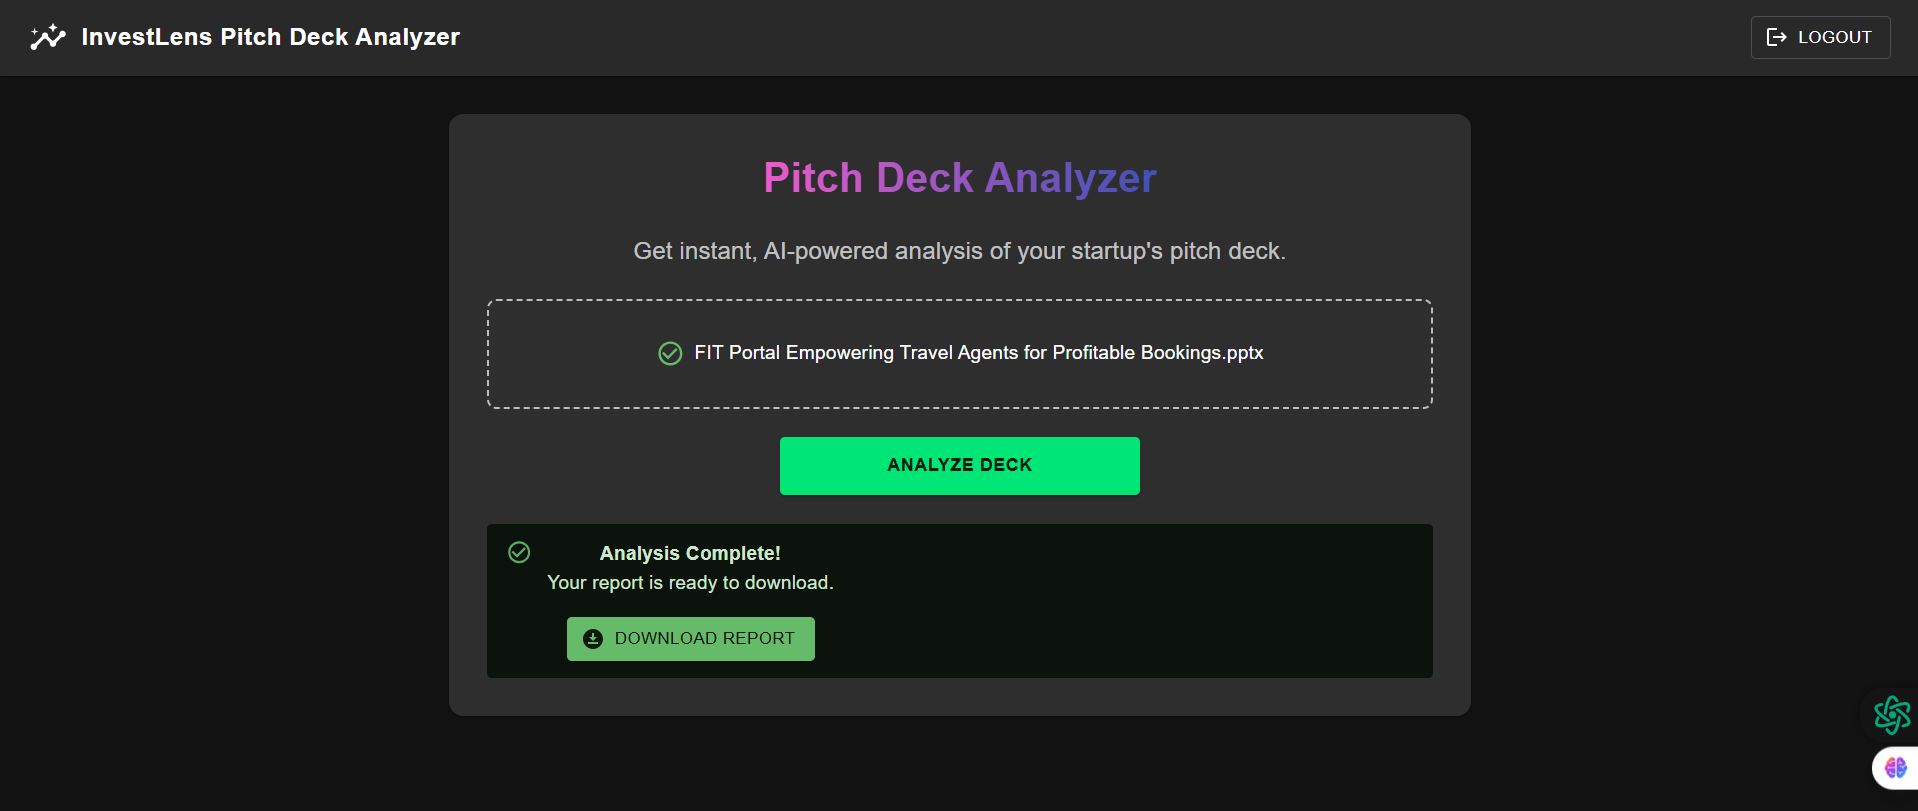 InvestLens Pitch Deck Analyzer
LOGOUT
Pitch Deck Analyzer
Get instant, AI-powered analysis of your startup's pitch deck.
FIT Portal Empowering Travel Agents for Profitable Bookings.pptx
ANALYZE DECK
Analysis Complete!
Your report is ready to download.
DOWNLOAD REPORT